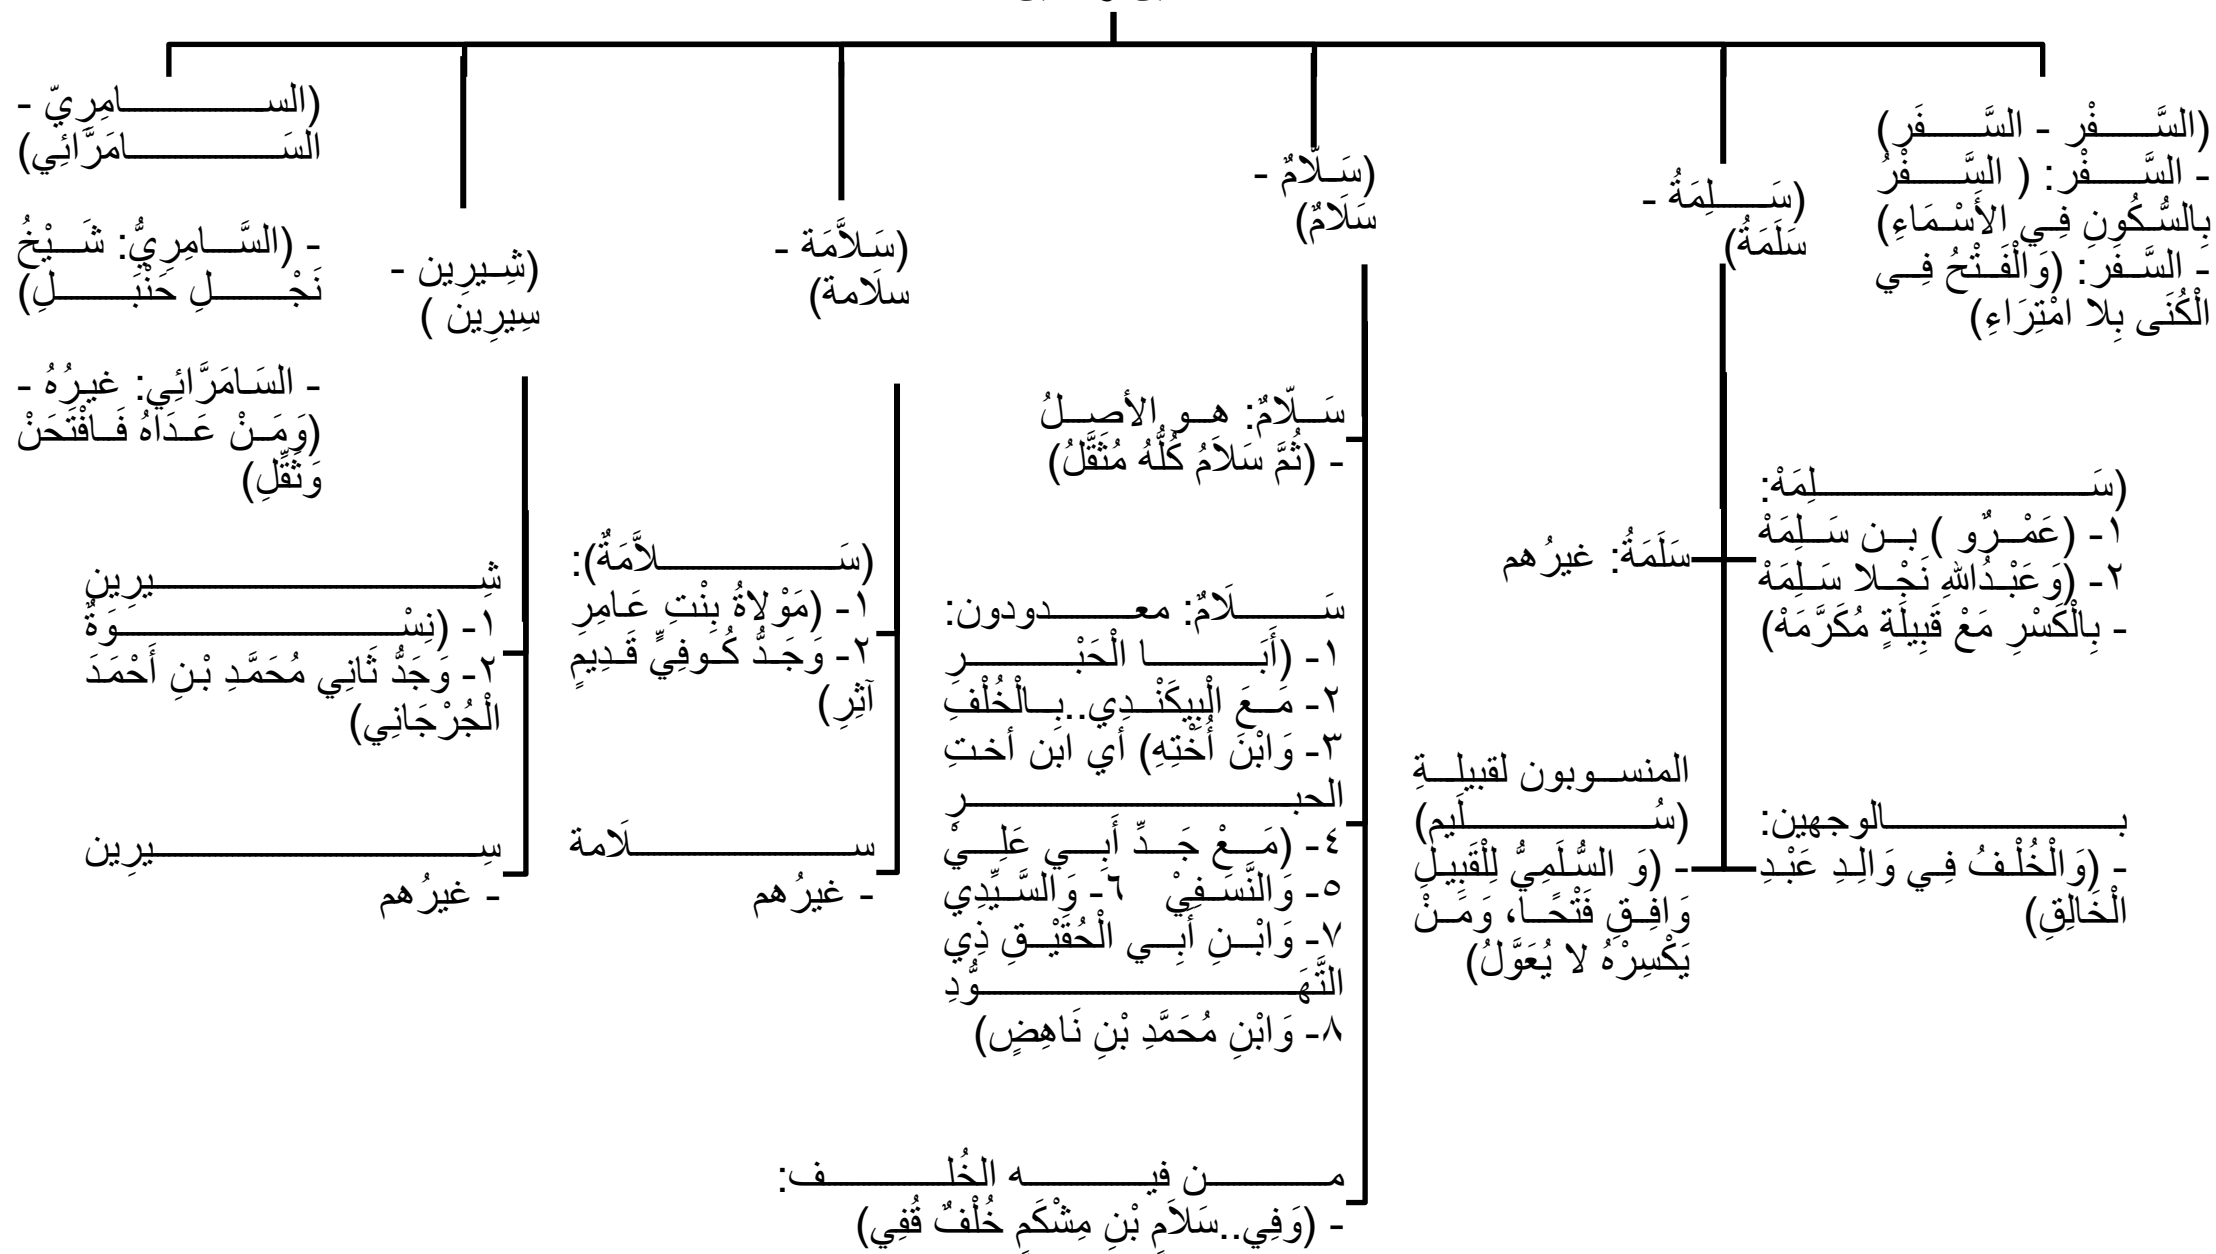 (السَّفْر - السَّفَر)
- السَّفْر: ( السَّفْرُ
بِالسُّكُونِ فِي الأَسْمَاءِ)
- السَّفَر: (وَالْفَتْحُ فِي
الْكُنَى بِلا امْتِرَاءِ)
(سَلِمَةُ -
سَلَمَةُ)
(سَلِمَهْ:
١- (عَمْرٌو ) بن سَلِمَهْ
٢- (وَعَبْدُاللهِ نَجْلا سَلِمَهْ
- بِالْكَسْرِ مَعْ قَبِيلَةٍ مُكَرَّمَهْ)
سَلَمَةُ: غيرُهم
بالوجهين:
- (وَالْخُلْفُ فِي وَالِدِ عَبْدِ
الْخَالِقِ)
المنسوبون لقبيلةِ
(سُلَيم)
- (وَ السُّلَمِيُّ لِلْقَبِيلِ
وَافِقِ فَتْحًا، وَمَنْ
يَكْسِرْهُ لا يُعَوَّلُ)
(سَلّامٌ -
سَلَامٌ)
سَلّامٌ: هو الأصلُ
- (ثُمَّ سَلاَمُ كُلُّهُ مُثَقَّلُ)
سَلَامٌ: معدودون:
١- (أَبَا الْحَبْرِ
٢- مَعَ الْبِيكَنْدِي..بِالْخُلْفِ
٣- وَابْنَ أُخْتِهِ) أي ابن أختِ
الحبرِ
٤- (مَعْ جَدِّ أَبِي عَلِيْ
٥- وَالنَّسَفِيْ ٦- وَالسَّيِّدِي
٧- وَابْنِ أَبِي الْحُقَيْقِ ذِي
التَّهَوُّدِ
٨- وَابْنِ مُحَمَّدِ بْنِ نَاهِضٍ)
من فيه الخُلف:
- (وَفِي..سَلاَمِ بْنِ مِشْكَمِ خُلْفٌ قُفِي)
(سَلاَّمَة -
سلَامة)
(سَلاَّمَةٌ):
١- (مَوْلاةُ بِنْتِ عَامِرِ
٢- وَجَدُّ كُوفِيٍّ قَدِيمٍ
آثِرِ)
سلَامة
- غيرُهم
(شِيرِين -
سِيرِين )
شِيرِين
١- (نِسْوَةٌ
٢- وَجَدُّ ثَانِي مُحَمَّدِ بْنِ أَحْمَدَ
الْجُرْجَانِي)
سِيرِين
- غيرُهم
(السامِرِيّ -
السَامَرَّائِي)
- (السَّامِرِيُّ: شَيْخُ
نَجْلِ حَنْبَلِ)
- السَامَرَّائِي: غيرُهُ -
(وَمَنْ عَدَاهُ فَافْتَحَنْ
وَثَقِّلِ)